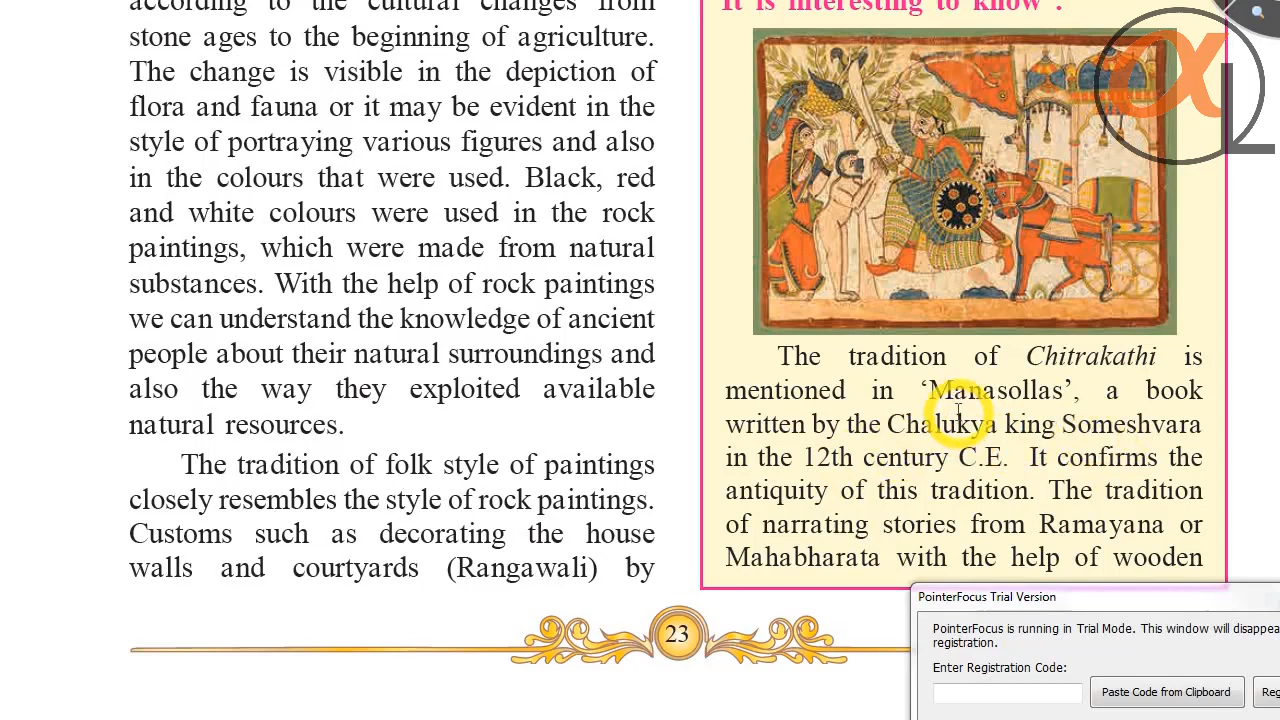 according to the cultural changes from
stone ages to the beginning of agriculture.
The change is visible in the depiction of
flora and fauna or it may be evident in the
style of portraying various figures and also
in the colours that were used. Black, red
and white colours were used in the rock
paintings, which were made from natural
substances. With the help of rock paintings
we can understand the knowledge of ancient
people about their natural surroundings and
also the way they exploited available
natural resources.
The tradition of folk style of paintings
closely resembles the style of rock paintings.
Customs such as decorating the house
walls and courtyards (Rangawali) by
It is interesting to know :
The tradition of Chitrakathi is
mentioned in ‘Manasollas’, a book
written by the Chalukya king Someshvara
in the 12th century C.E. It confirms the
antiquity of this tradition. The tradition
of narrating stories from Ramayana or
Mahabharata with the help of wooden
23
PointerFocus Trial Version
PointerFocus is running in Trial Mode. This window will disappea
registration.
Enter Registration Code:
Paste Code from Clipboard
Reg
α L